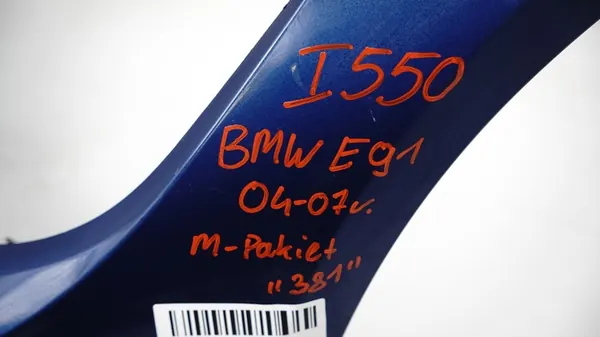 I550
BMW E91
04-07r.
M-Pakiet
"381"